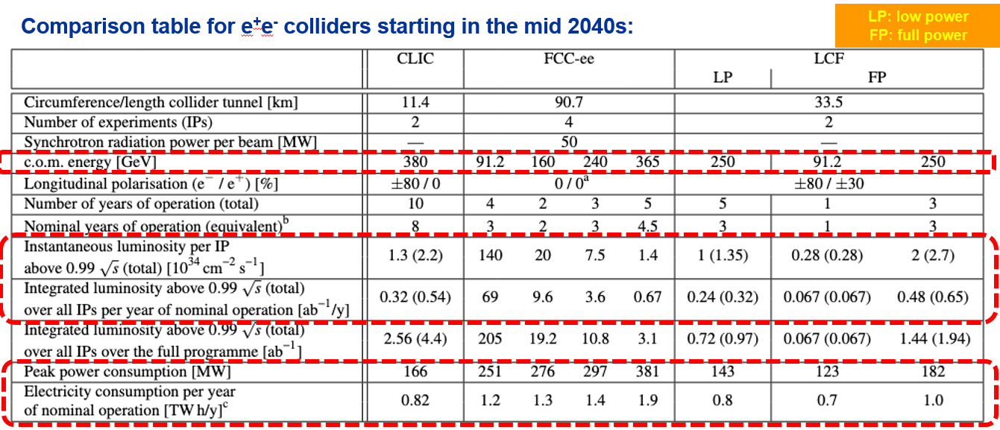 Comparison table for e+e- colliders starting in the mid 2040s:
LP: low power
FP: full power
CLIC FCC-ee LCF
LP FP
Circumference/length collider tunnel [km] 11.4 90.7 33.5
Number of experiments (IPs) 2 4 2
Synchrotron radiation power per beam [MW] — 50 —
c.o.m. energy [GeV] 380 91.2 160 240 365 250 91.2 250
Longitudinal polarisation (e⁻ / e⁺) [%] ±80 / 0 0 / 0ᵃ ±80 / ±30
Number of years of operation (total) 10 4 2 3 5 5 1 3
Nominal years of operation (equivalent)ᵇ 8 3 2 3 4.5 3 1 3
Instantaneous luminosity per IP
above 0.99 √s (total) [10³⁴ cm⁻² s⁻¹] 1.3 (2.2) 140 20 7.5 1.4 1 (1.35) 0.28 (0.28) 2 (2.7)
Integrated luminosity above 0.99 √s (total)
over all IPs per year of nominal operation [ab⁻¹/y] 0.32 (0.54) 69 9.6 3.6 0.67 0.24 (0.32) 0.067 (0.067) 0.48 (0.65)
Integrated luminosity above 0.99 √s (total)
over all IPs over the full programme [ab⁻¹] 2.56 (4.4) 205 19.2 10.8 3.1 0.72 (0.97) 0.067 (0.067) 1.44 (1.94)
Peak power consumption [MW] 166 251 276 297 381 143 123 182
Electricity consumption per year
of nominal operation [TW h/y]ᶜ 0.82 1.2 1.3 1.4 1.9 0.8 0.7 1.0